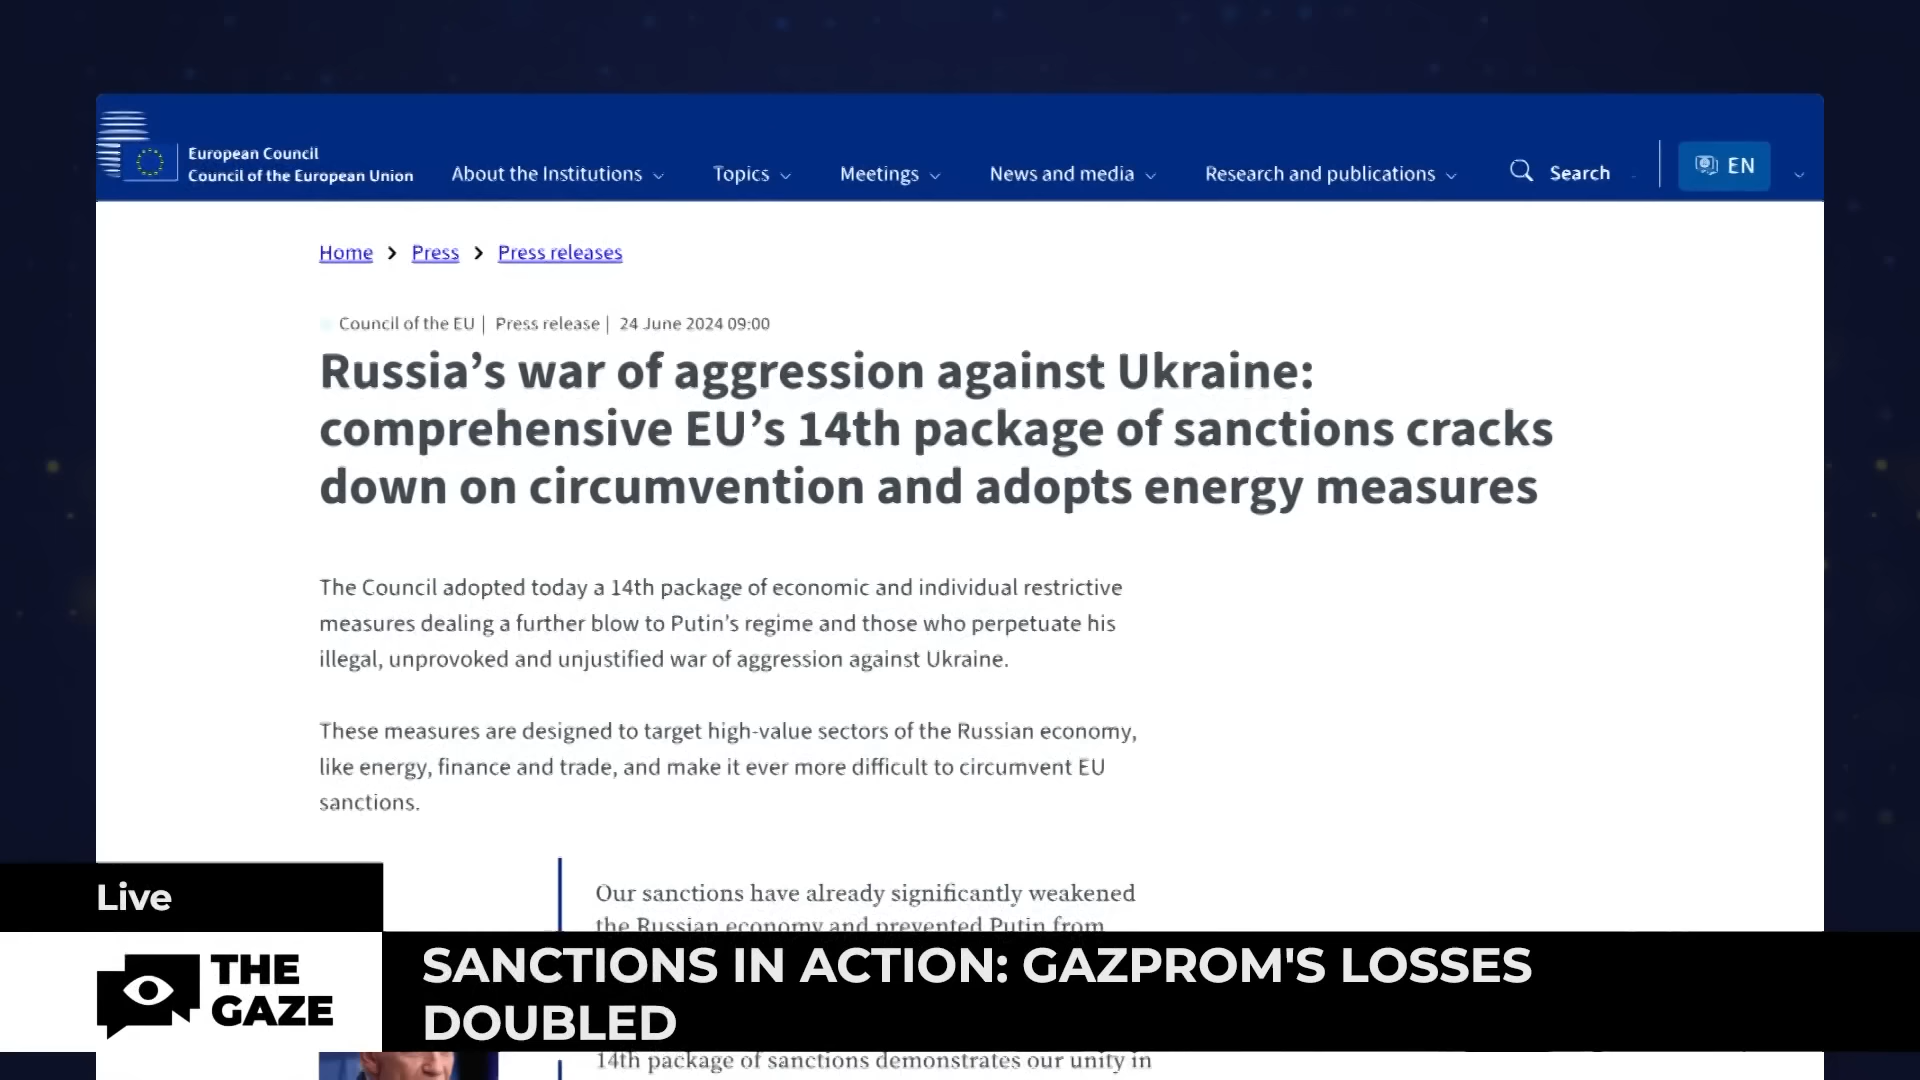 European Council
Council of the European Union
About the Institutions
Topics
Meetings
News and media
Research and publications
Search
EN
Home > Press > Press releases
Council of the EU | Press release | 24 June 2024 09:00
Russia’s war of aggression against Ukraine:
comprehensive EU’s 14th package of sanctions cracks
down on circumvention and adopts energy measures
The Council adopted today a 14th package of economic and individual restrictive
measures dealing a further blow to Putin’s regime and those who perpetuate his
illegal, unprovoked and unjustified war of aggression against Ukraine.
These measures are designed to target high-value sectors of the Russian economy,
like energy, finance and trade, and make it ever more difficult to circumvent EU
sanctions.
Our sanctions have already significantly weakened
the Russian economy and prevented Putin from
Live
THE
GAZE
SANCTIONS IN ACTION: GAZPROM'S LOSSES
DOUBLED
14th package of sanctions demonstrates our unity in